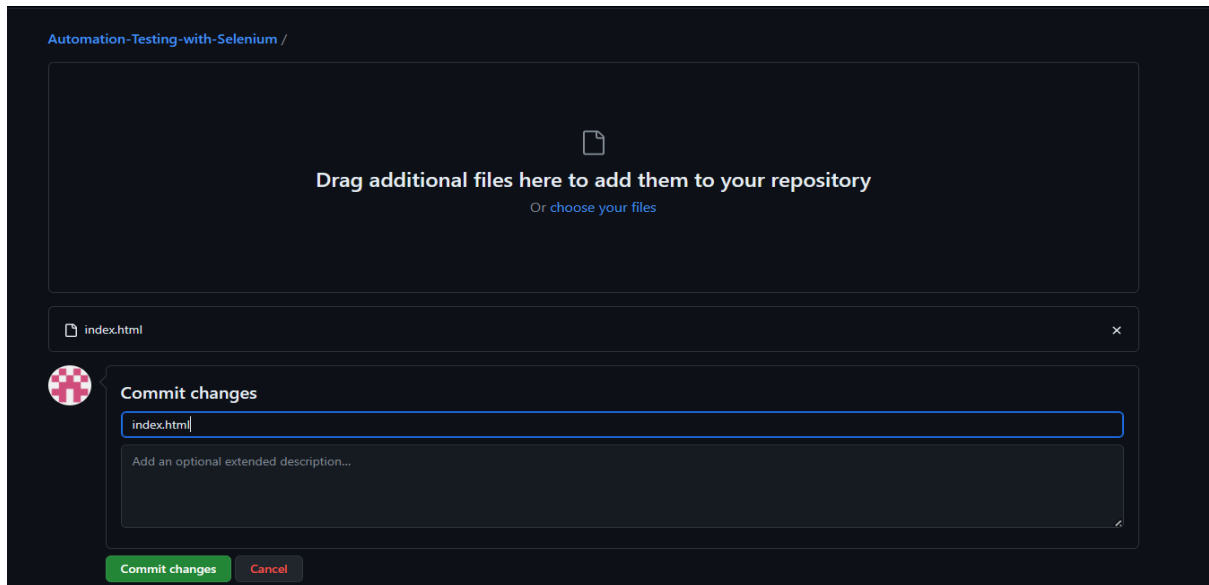 Automation-Testing-with-Selenium /
Drag additional files here to add them to your repository
Or choose your files
index.html
Commit changes
index.html
Add an optional extended description...
Commit changes Cancel